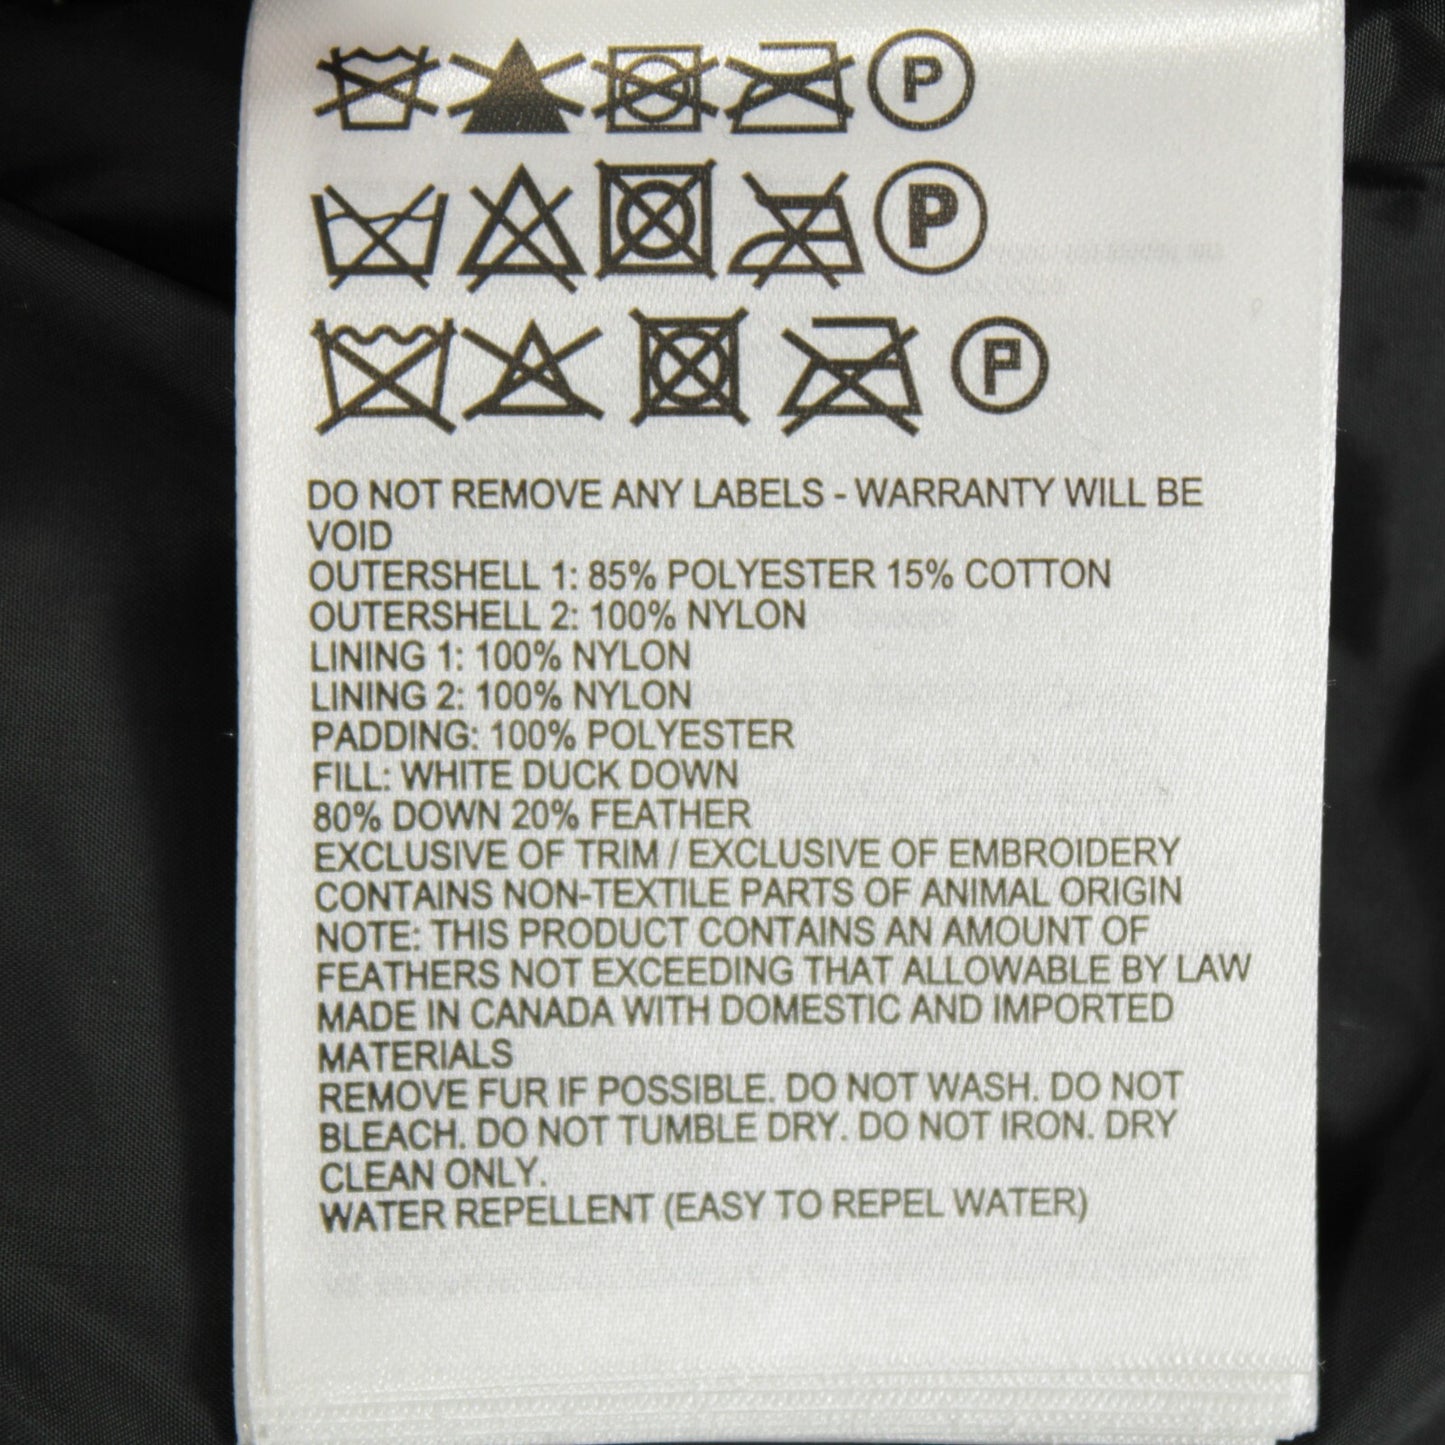 P
P
P
DO NOT REMOVE ANY LABELS - WARRANTY WILL BE
VOID
OUTERSHELL 1: 85% POLYESTER 15% COTTON
OUTERSHELL 2: 100% NYLON
LINING 1: 100% NYLON
LINING 2: 100% NYLON
PADDING: 100% POLYESTER
FILL: WHITE DUCK DOWN
80% DOWN 20% FEATHER
EXCLUSIVE OF TRIM / EXCLUSIVE OF EMBROIDERY
CONTAINS NON-TEXTILE PARTS OF ANIMAL ORIGIN
NOTE: THIS PRODUCT CONTAINS AN AMOUNT OF
FEATHERS NOT EXCEEDING THAT ALLOWABLE BY LAW
MADE IN CANADA WITH DOMESTIC AND IMPORTED
MATERIALS
REMOVE FUR IF POSSIBLE. DO NOT WASH. DO NOT
BLEACH. DO NOT TUMBLE DRY. DO NOT IRON. DRY
CLEAN ONLY.
WATER REPELLENT (EASY TO REPEL WATER)